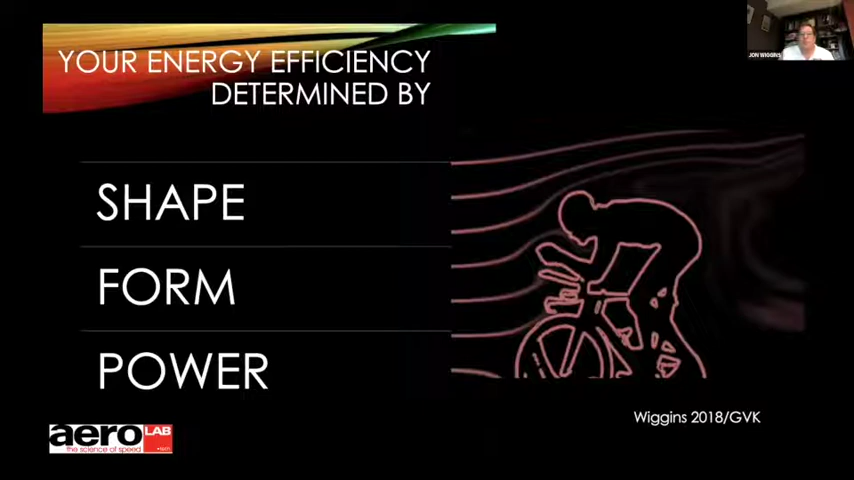 YOUR ENERGY EFFICIENCY
DETERMINED BY
JON WIGGINS
SHAPE
FORM
POWER
Wiggins 2018/GVK
aero LAB
the science of speed